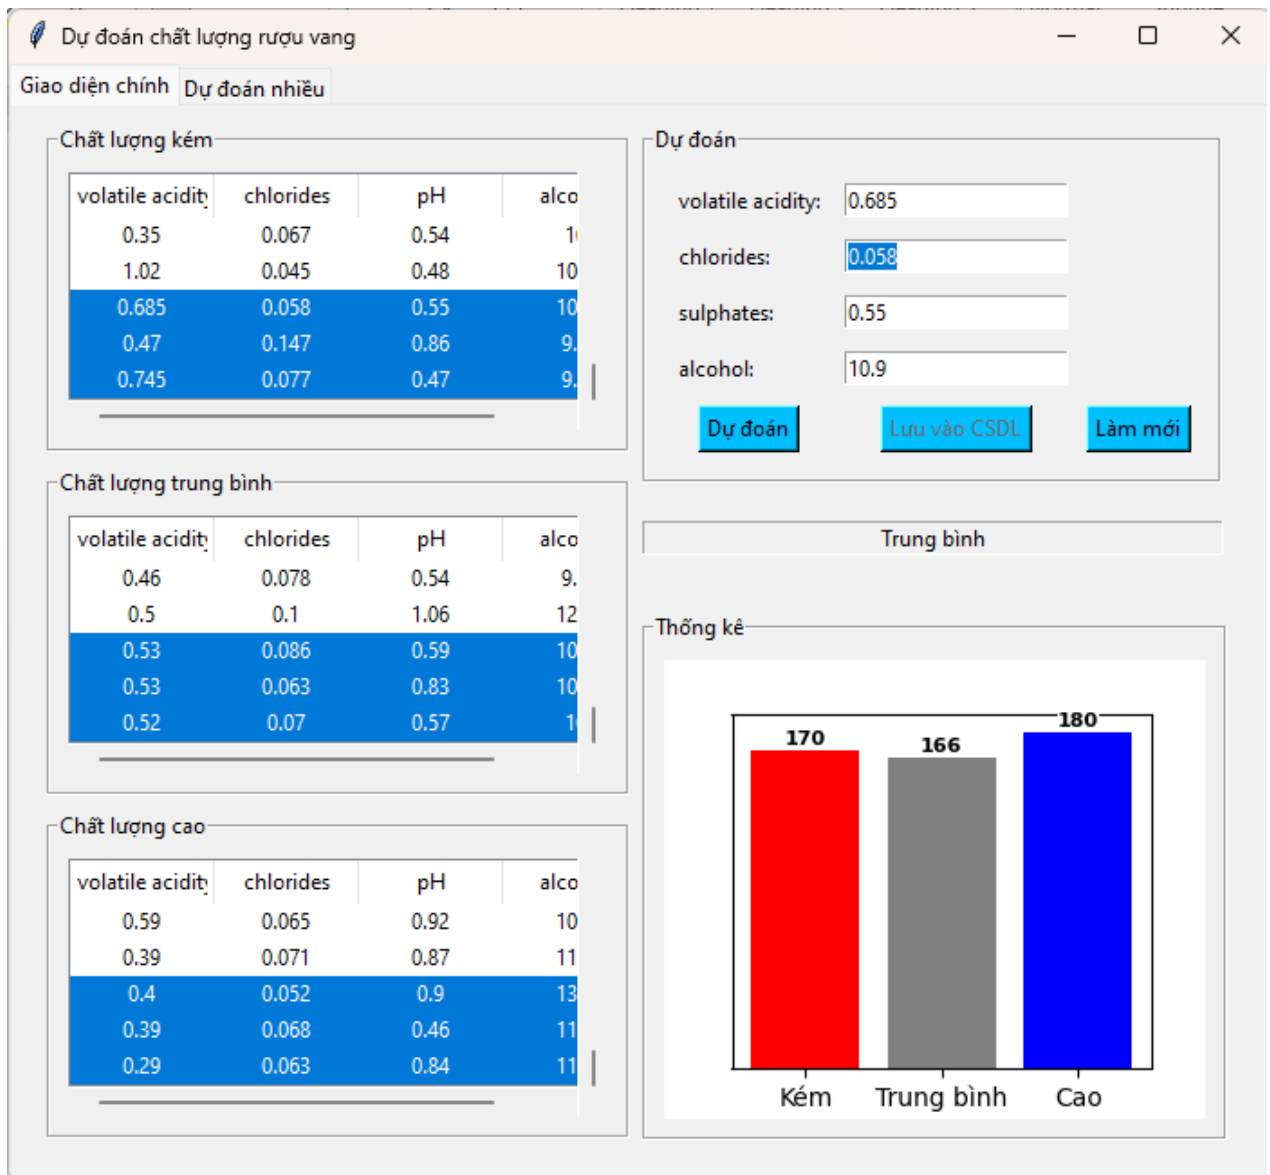 Dự đoán chất lượng rượu vang
Giao diện chính Dự đoán nhiều
Chất lượng kém
volatile acidity chlorides pH alco
0.35 0.067 0.54 1
1.02 0.045 0.48 10
0.685 0.058 0.55 10
0.47 0.147 0.86 9.
0.745 0.077 0.47 9.
Chất lượng trung bình
volatile acidity chlorides pH alco
0.46 0.078 0.54 9.
0.5 0.1 1.06 12
0.53 0.086 0.59 10
0.53 0.063 0.83 10
0.52 0.07 0.57 1
Chất lượng cao
volatile acidity chlorides pH alco
0.59 0.065 0.92 10
0.39 0.071 0.87 11
0.4 0.052 0.9 13
0.39 0.068 0.46 11
0.29 0.063 0.84 11
Dự đoán
volatile acidity: 0.685
chlorides: 0.058
sulphates: 0.55
alcohol: 10.9
Dự đoán Lưu vào CSDL Làm mới
Trung bình
Thống kê
170 166 180
Kém Trung bình Cao